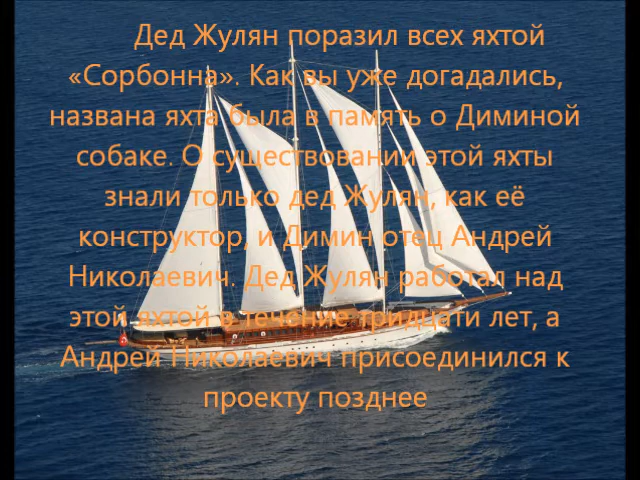 Дед Жулян поразил всех яхтой
«Сорбонна». Как вы уже догадались,
названа яхта была в память о Диминой
собаке. О существовании этой яхты
знали только дед Жулян, как её
конструктор, и Димин отец Андрей
Николаевич. Дед Жулян работал над
этой яхтой в течение тридцати лет, а
Андрей Николаевич присоединился к
проекту позднее